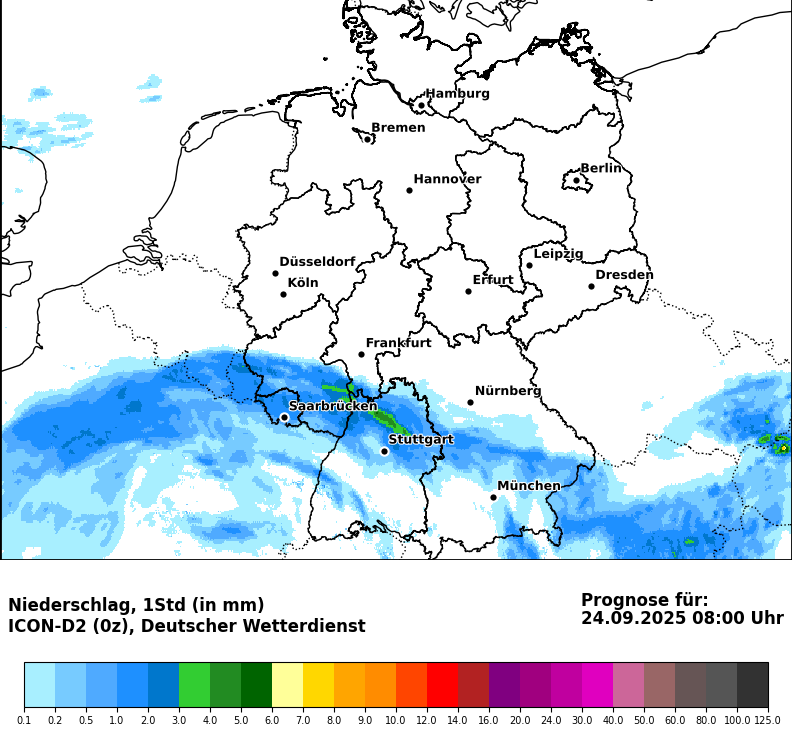 Hamburg
Bremen
Berlin
Hannover
Leipzig
Düsseldorf
Dresden
Köln
Erfurt
Frankfurt
Nürnberg
Saarbrücken
Stuttgart
München
Niederschlag, 1Std (in mm)
ICON-D2 (0z), Deutscher Wetterdienst
Prognose für:
24.09.2025 08:00 Uhr
0.1 0.2 0.5 1.0 2.0 3.0 4.0 5.0 6.0 7.0 8.0 9.0 10.0 12.0 14.0 16.0 20.0 24.0 30.0 40.0 50.0 60.0 80.0 100.0 125.0